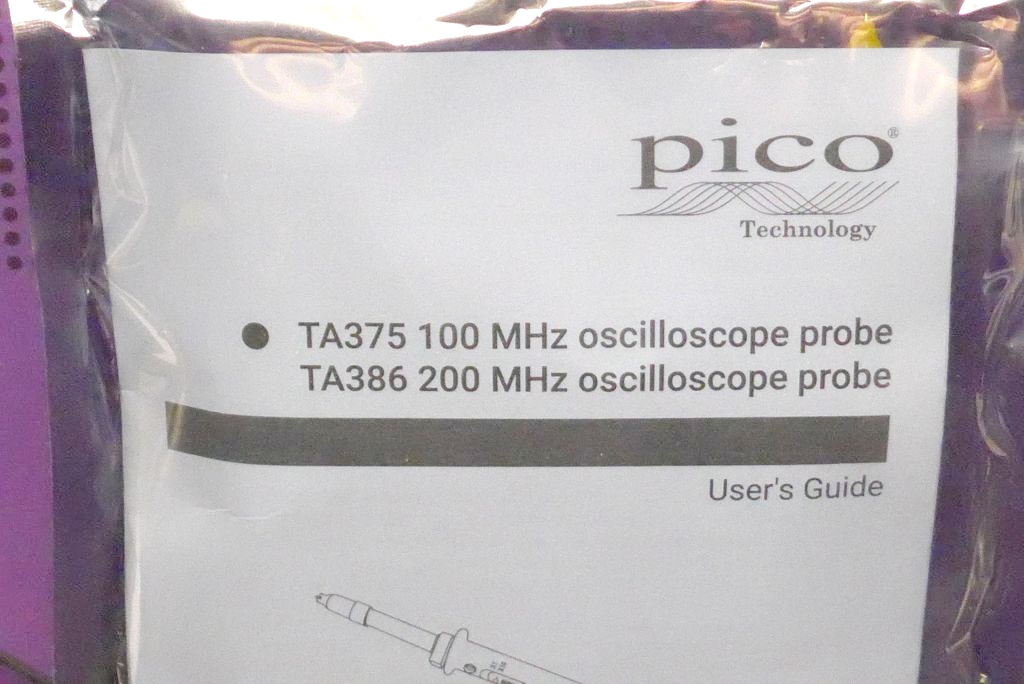 pico®
Technology
● TA375 100 MHz oscilloscope probe
TA386 200 MHz oscilloscope probe
User's Guide